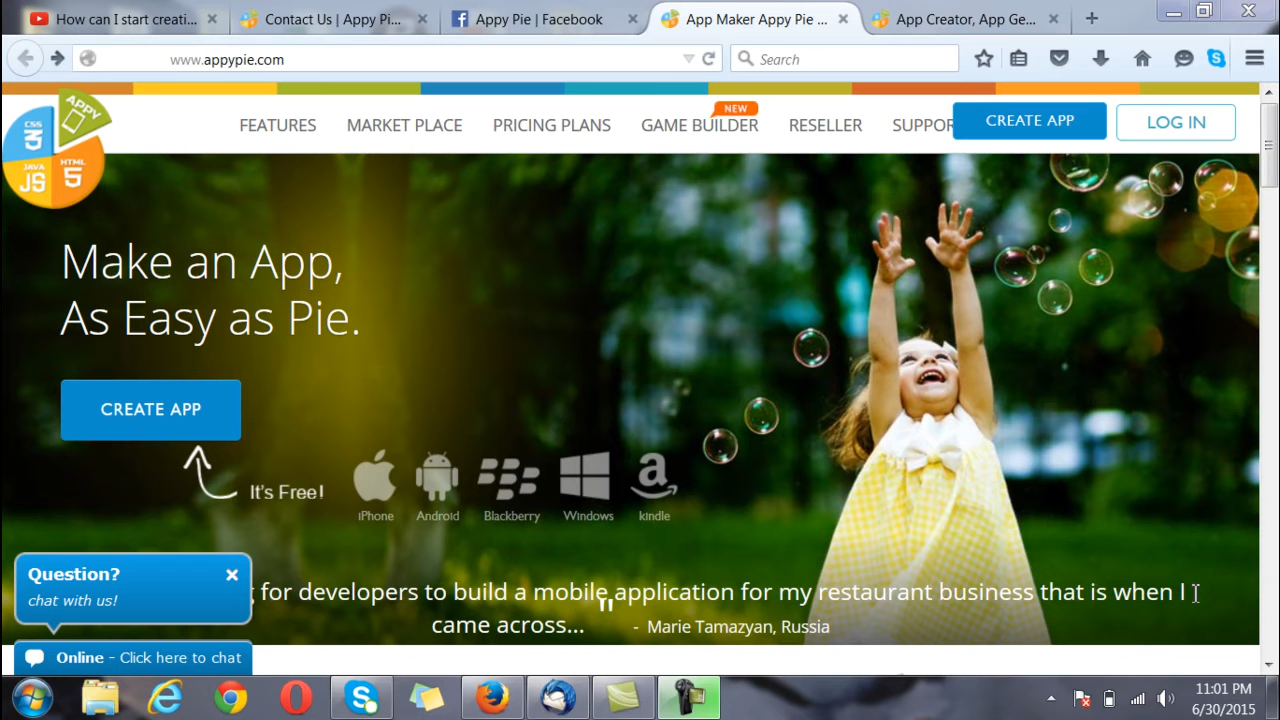 How can I start creati...
Contact Us | Appy Pi...
Appy Pie | Facebook
App Maker Appy Pie ...
App Creator, App Ge...
www.appypie.com
Search
APPY
CSS
3
JAVA
JS
HTML
5
NEW
FEATURES
MARKET PLACE
PRICING PLANS
GAME BUILDER
RESELLER
SUPPOR
CREATE APP
LOG IN
Make an App,
As Easy as Pie.
CREATE APP
It's Free!
iPhone
Android
Blackberry
Windows
kindle
Question?
chat with us!
for developers to build a mobile application for my restaurant business that is when I
came across... "
- Marie Tamazyan, Russia
Online - Click here to chat
11:01 PM
6/30/2015